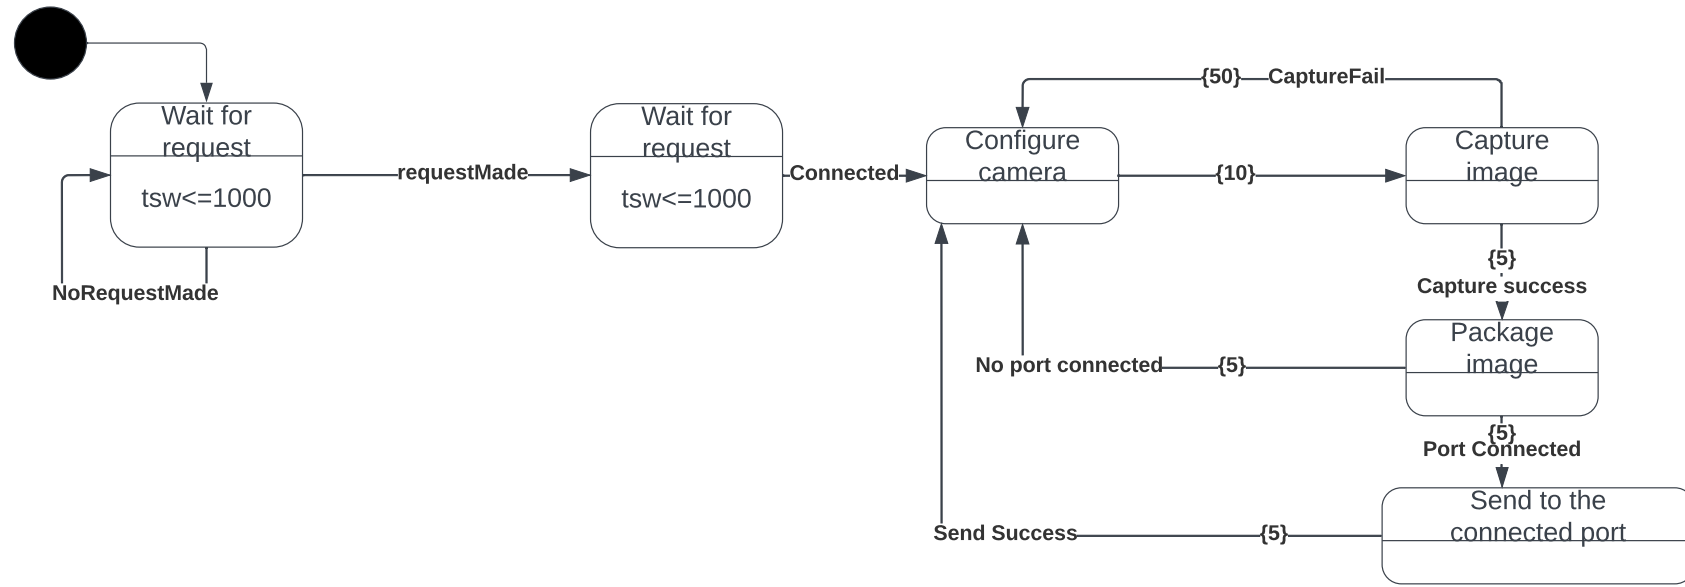 Wait for
request
tsw<=1000
NoRequestMade
requestMade
Wait for
request
tsw<=1000
Connected
Configure
camera
{50}
CaptureFail
{10}
Capture
image
{5}
Capture success
Package
image
No port connected
{5}
{5}
Port Connected
Send to the
connected port
Send Success
{5}